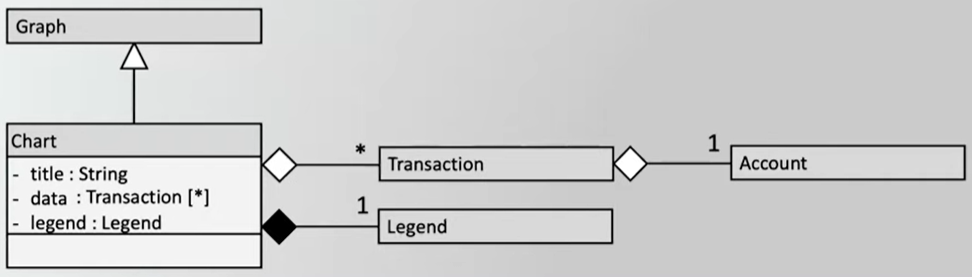 Graph
Chart
- title : String
- data : Transaction [*]
- legend : Legend
*
Transaction
1
Account
1
Legend